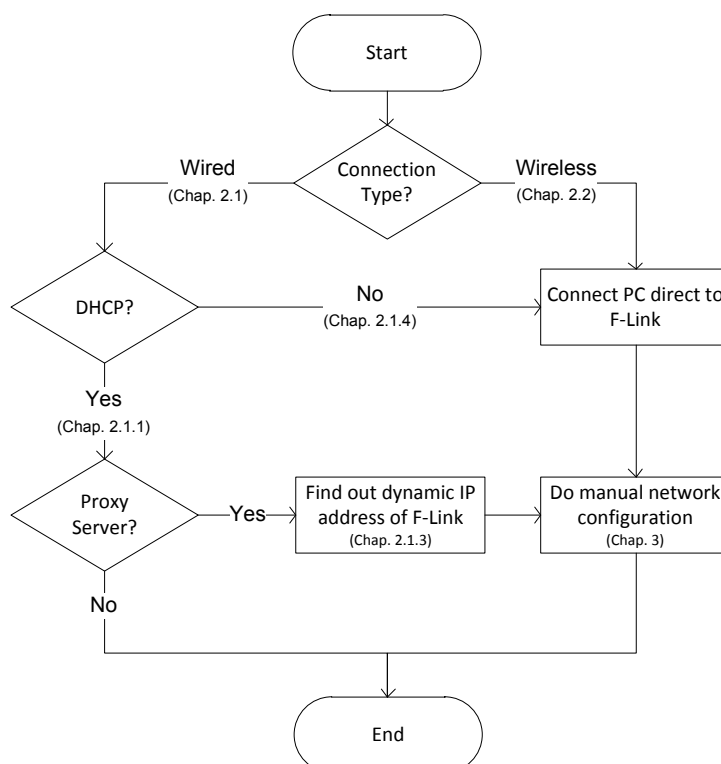 Start
Connection
Type?
Wired
(Chap. 2.1)
Wireless
(Chap. 2.2)
DHCP?
No
(Chap. 2.1.4)
Connect PC direct to
F-Link
Yes
(Chap. 2.1.1)
Proxy
Server?
Yes
Find out dynamic IP
address of F-Link
(Chap. 2.1.3)
Do manual network
configuration
(Chap. 3)
No
End